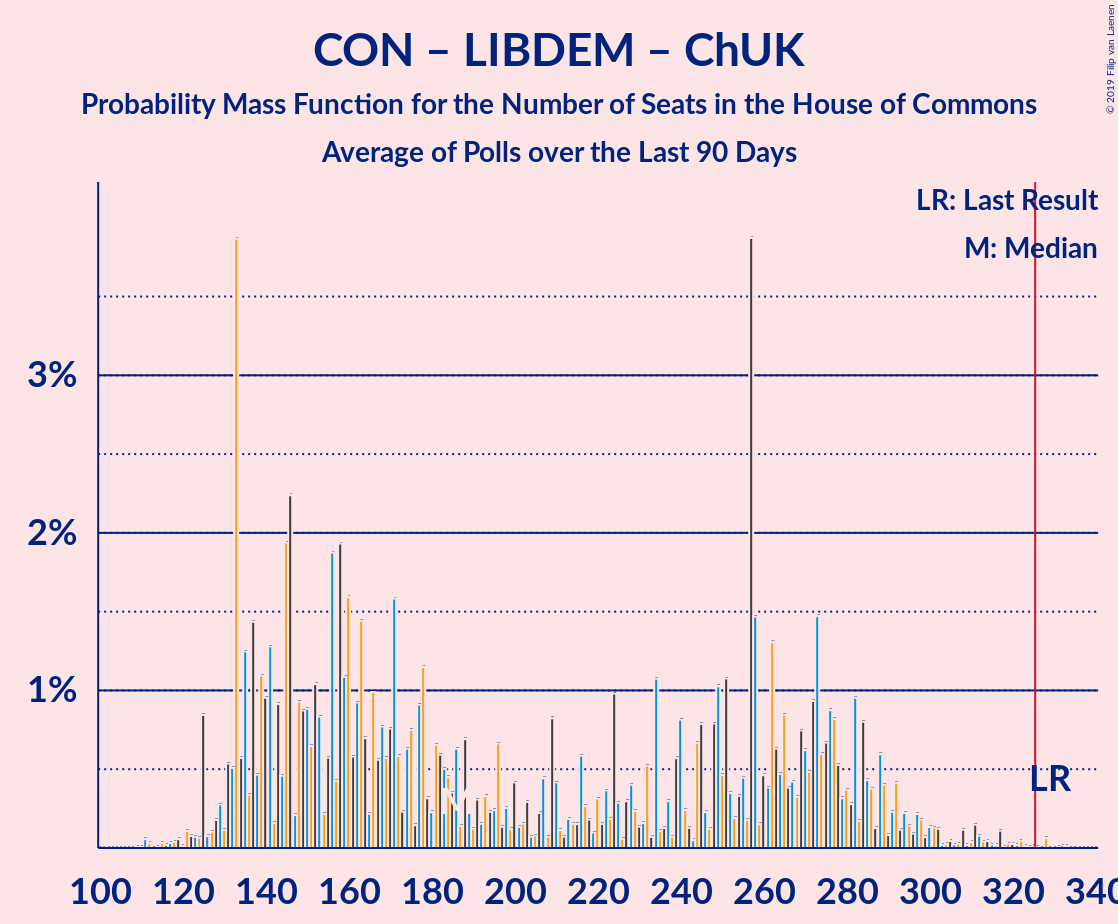 CON – LIBDEM – ChUK
Probability Mass Function for the Number of Seats in the House of Commons
Average of Polls over the Last 90 Days
© 2019 Filip van Laenen
LR: Last Result
M: Median
3%
2%
1%
LR
100 120 140 160 180 200 220 240 260 280 300 320 340